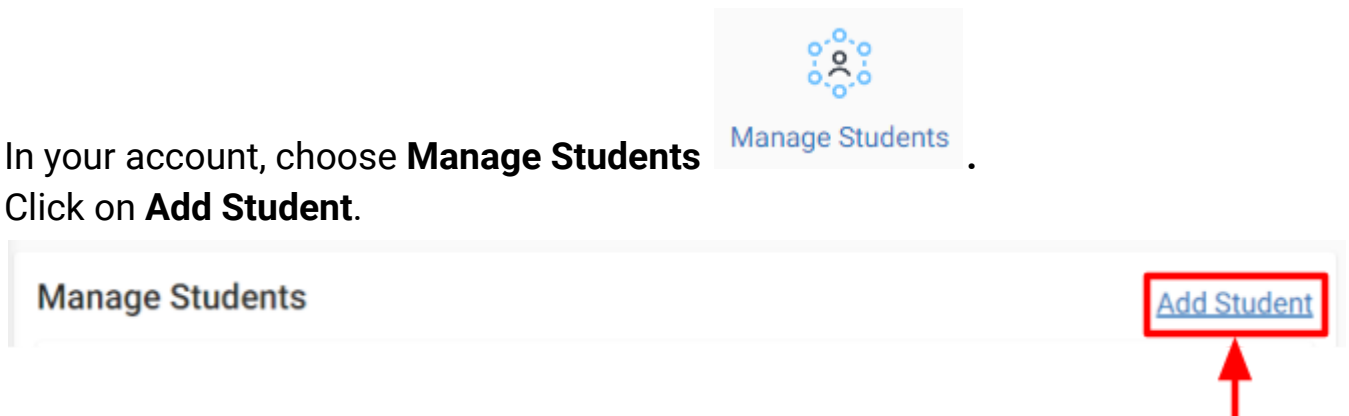 Manage Students
In your account, choose Manage Students .
Click on Add Student.
Manage Students
Add Student